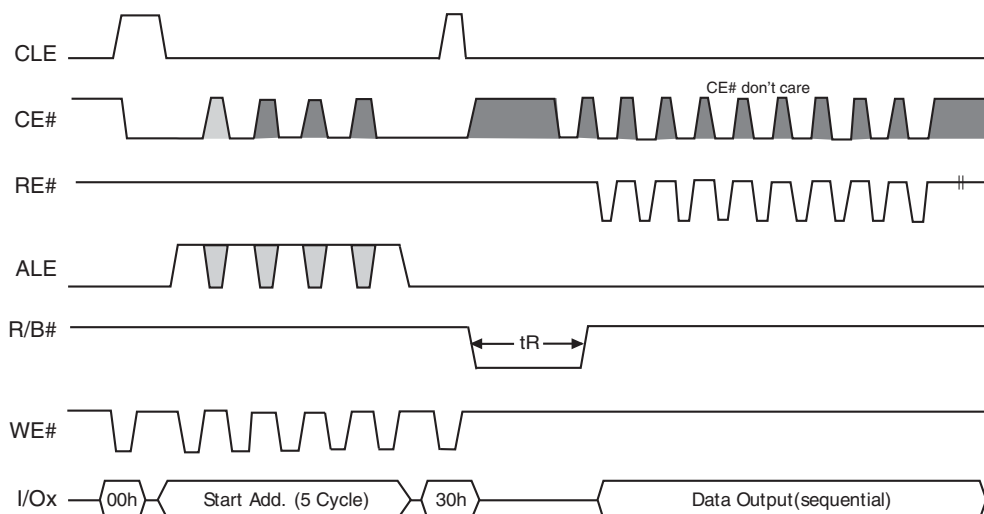 CLE
CE# don't care
CE#
RE#
ALE
R/B#
tR
WE#
I/Ox
00h
Start Add. (5 Cycle)
30h
Data Output(sequential)